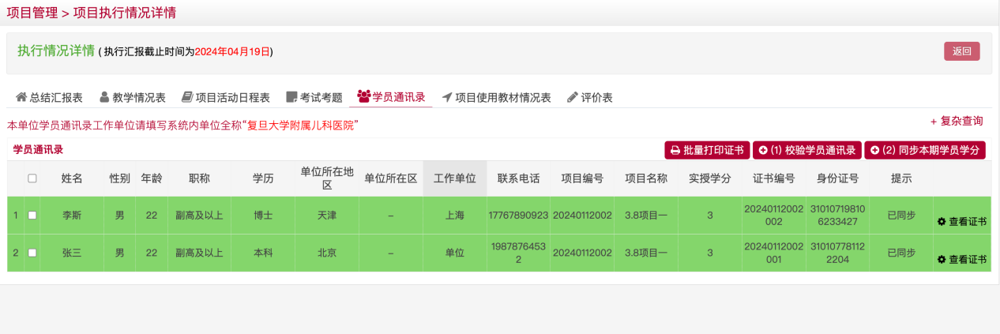 项目管理 > 项目执行情况详情
执行情况详情 ( 执行汇报截止时间为2024年04月19日)
返回
总结汇报表 教学情况表 项目活动日程表 考试考题 学员通讯录 项目使用教材情况表 评价表
本单位学员通讯录工作单位请填写系统内单位全称“复旦大学附属儿科医院”
+ 复杂查询
学员通讯录 批量打印证书 (1) 校验学员通讯录 (2) 同步本期学员学分
姓名 性别 年龄 职称 学历 单位所在地区 单位所在区 工作单位 联系电话 项目编号 项目名称 实授学分 证书编号 身份证号 提示
1 李斯 男 22 副高及以上 博士 天津 – 上海 17767890923 20240112002 3.8项目一 3 20240112002002 310107198106233427 已同步 查看证书
2 张三 男 22 副高及以上 本科 北京 – 单位 19878764532 20240112002 3.8项目一 3 20240112002001 310107781122204 已同步 查看证书